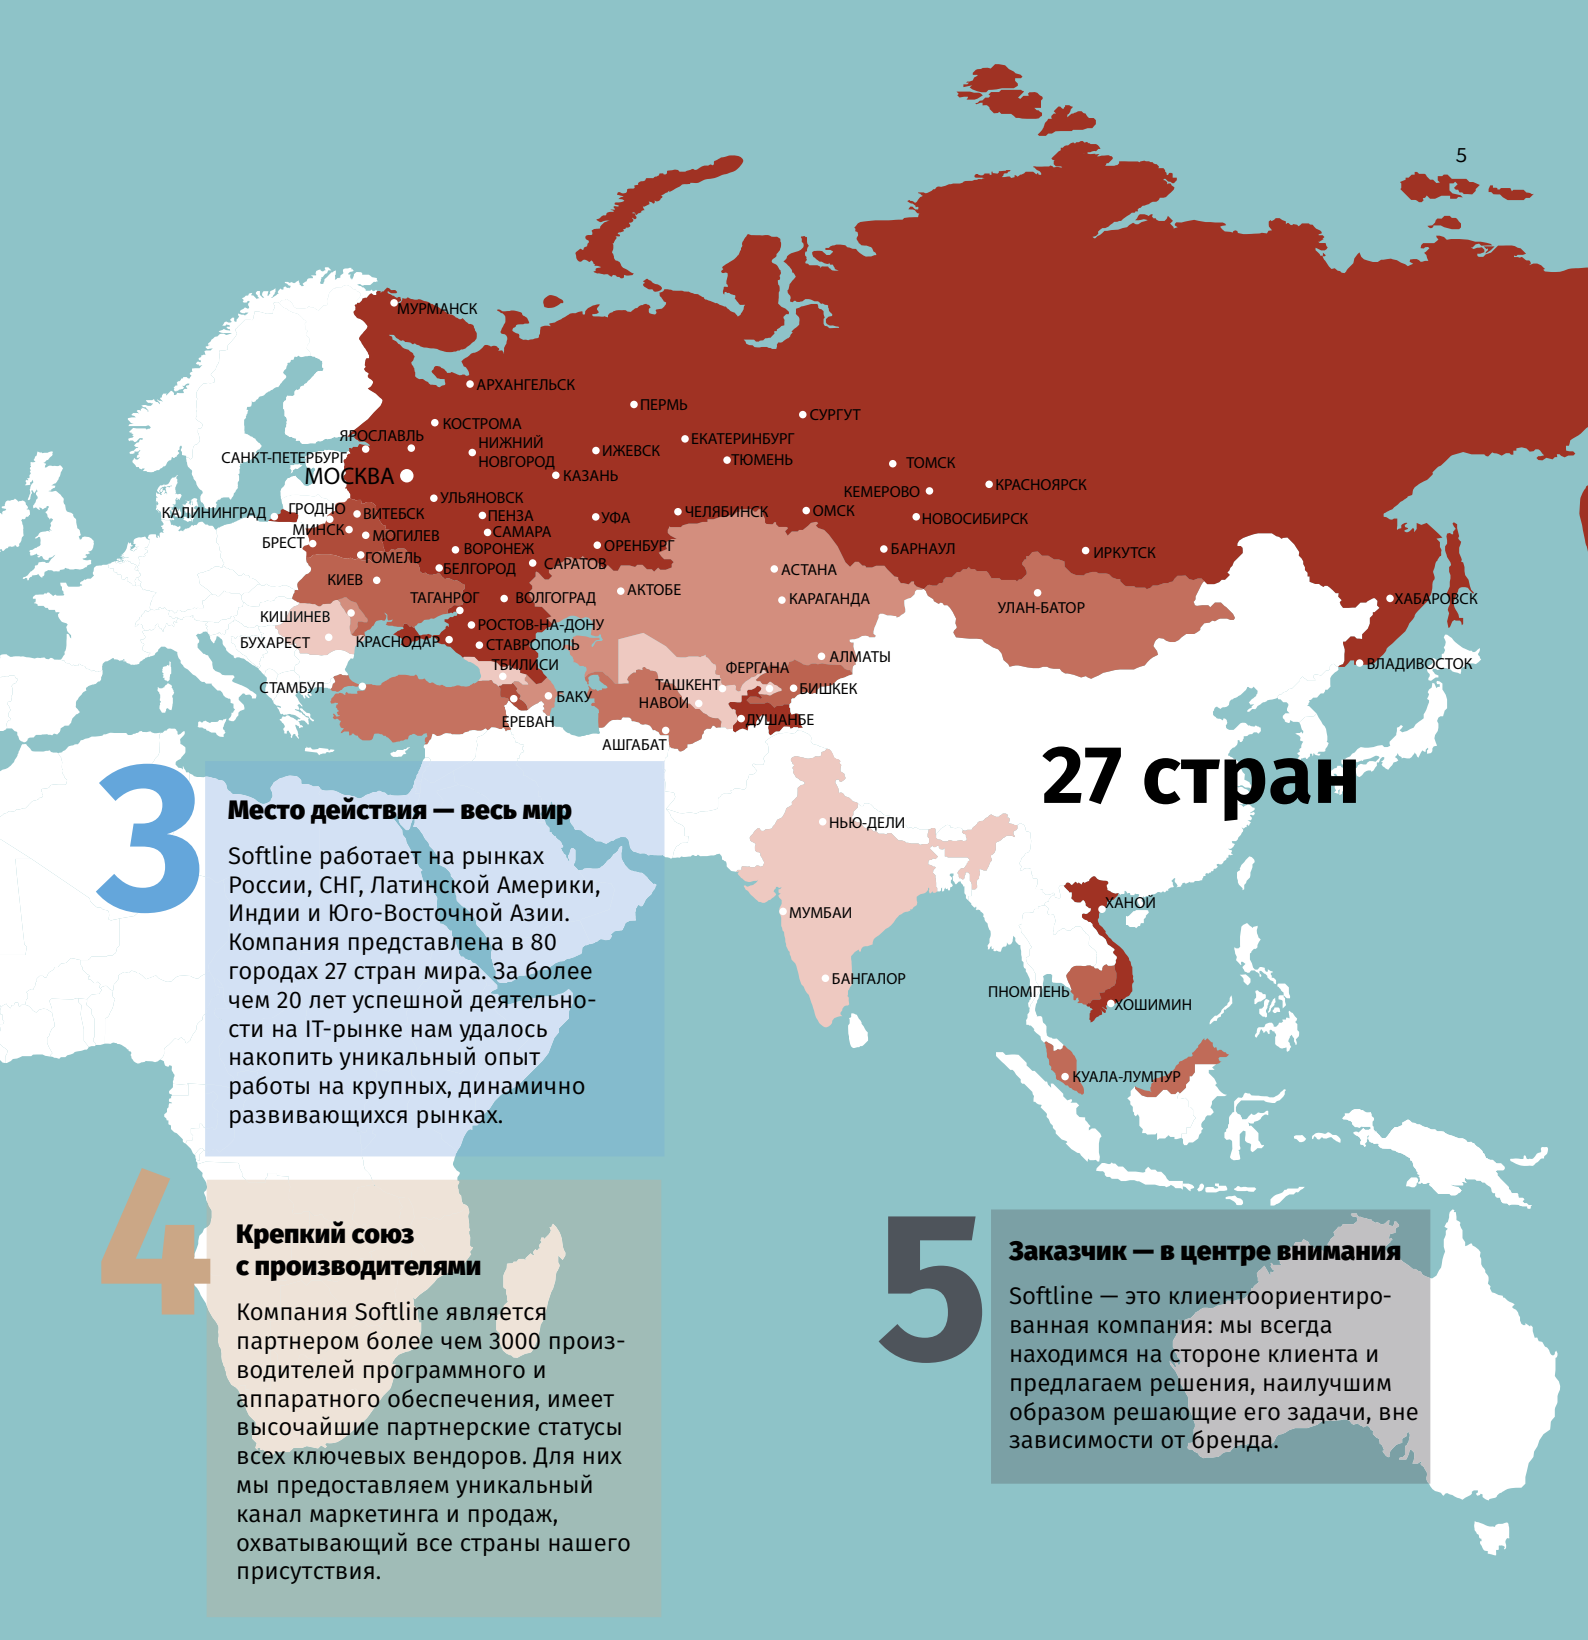 5
МУРМАНСК
АРХАНГЕЛЬСК
ПЕРМЬ
СУРГУТ
КОСТРОМА
ЯРОСЛАВЛЬ
НИЖНИЙ
НОВГОРОД
ЕКАТЕРИНБУРГ
ИЖЕВСК
ТЮМЕНЬ
ТОМСК
САНКТ-ПЕТЕРБУРГ
МОСКВА
КАЗАНЬ
КЕМЕРОВО
КРАСНОЯРСК
УЛЬЯНОВСК
КАЛИНИНГРАД
ГРОДНО
ВИТЕБСК
ПЕНЗА
УФА
ЧЕЛЯБИНСК
ОМСК
НОВОСИБИРСК
МИНСК
МОГИЛЕВ
САМАРА
БРЕСТ
ВОРОНЕЖ
ОРЕНБУРГ
БАРНАУЛ
ИРКУТСК
ГОМЕЛЬ
БЕЛГОРОД
САРАТОВ
АСТАНА
КИЕВ
АКТОБЕ
ТАГАНРОГ
ВОЛГОГРАД
КАРАГАНДА
УЛАН-БАТОР
ХАБАРОВСК
КИШИНЕВ
РОСТОВ-НА-ДОНУ
БУХАРЕСТ
КРАСНОДАР
СТАВРОПОЛЬ
ТБИЛИСИ
АЛМАТЫ
ВЛАДИВОСТОК
ФЕРГАНА
СТАМБУЛ
ТАШКЕНТ
БИШКЕК
БАКУ
НАВОИ
ЕРЕВАН
ДУШАНБЕ
АШГАБАТ
27 стран
НЬЮ-ДЕЛИ
МУМБАИ
БАНГАЛОР
ХАНОЙ
ПНОМПЕНЬ
ХОШИМИН
КУАЛА-ЛУМПУР
3
Место действия — весь мир
Softline работает на рынках
России, СНГ, Латинской Америки,
Индии и Юго-Восточной Азии.
Компания представлена в 80
городах 27 стран мира. За более
чем 20 лет успешной деятельно-
сти на IT-рынке нам удалось
накопить уникальный опыт
работы на крупных, динамично
развивающихся рынках.
4
Крепкий союз
с производителями
Компания Softline является
партнером более чем 3000 произ-
водителей программного и
аппаратного обеспечения, имеет
высочайшие партнерские статусы
всех ключевых вендоров. Для них
мы предоставляем уникальный
канал маркетинга и продаж,
охватывающий все страны нашего
присутствия.
5
Заказчик — в центре внимания
Softline — это клиентоориентиро-
ванная компания: мы всегда
находимся на стороне клиента и
предлагаем решения, наилучшим
образом решающие его задачи, вне
зависимости от бренда.